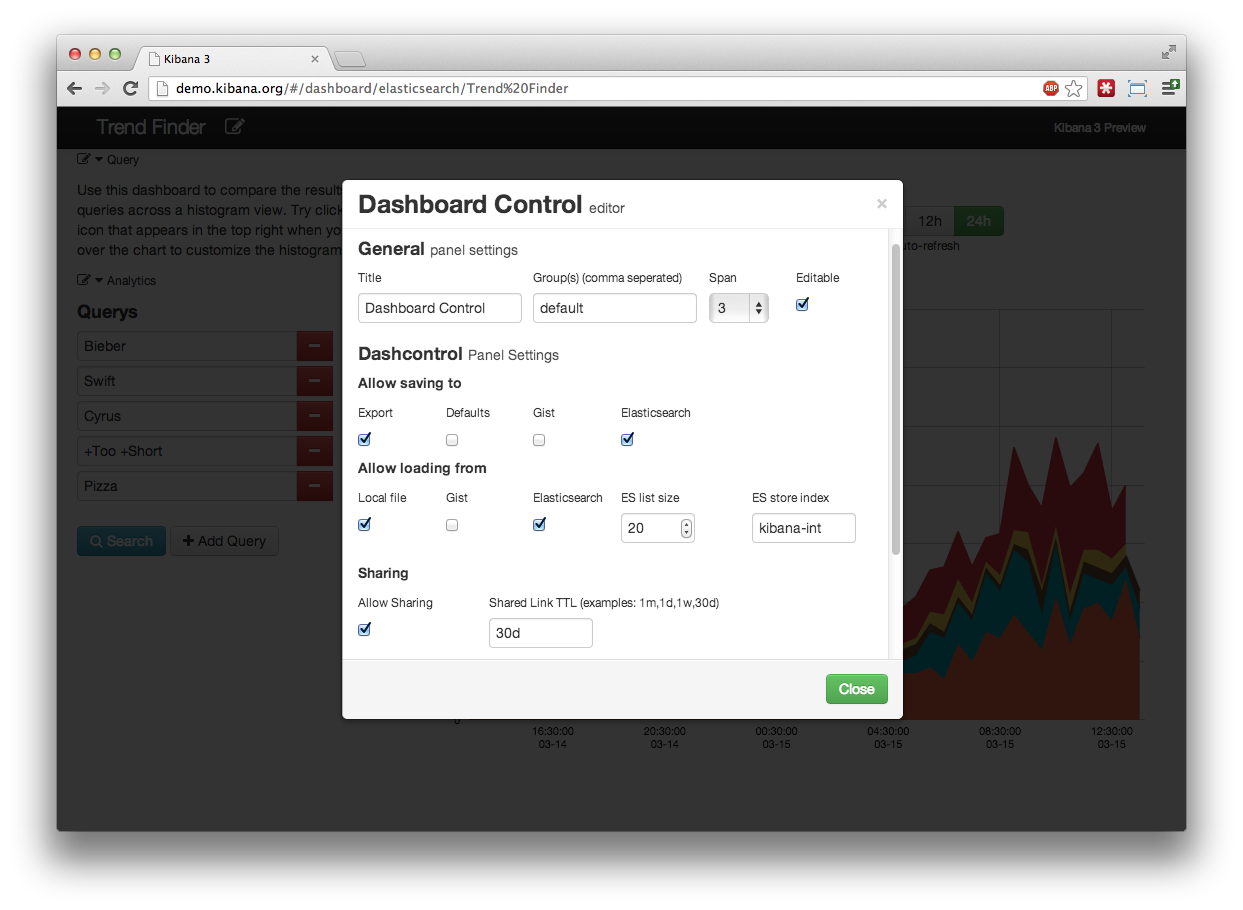 Kibana 3
demo.kibana.org/#/dashboard/elasticsearch/Trend%20Finder
ABP
Trend Finder
Kibana 3 Preview
Query
Use this dashboard to compare the result
queries across a histogram view. Try click
icon that appears in the top right when yo
over the chart to customize the histogram
Analytics
Querys
Bieber
Swift
Cyrus
+Too +Short
Pizza
Search
Add Query
12h 24h
uto-refresh
Dashboard Control editor
×
General panel settings
Title Group(s) (comma seperated) Span Editable
Dashboard Control default 3
Dashcontrol Panel Settings
Allow saving to
Export Defaults Gist Elasticsearch
Allow loading from
Local file Gist Elasticsearch ES list size ES store index
20 kibana-int
Sharing
Allow Sharing Shared Link TTL (examples: 1m,1d,1w,30d)
30d
Close
0
16:30:00 20:30:00 00:30:00 04:30:00 08:30:00 12:30:00
03-14 03-14 03-15 03-15 03-15 03-15